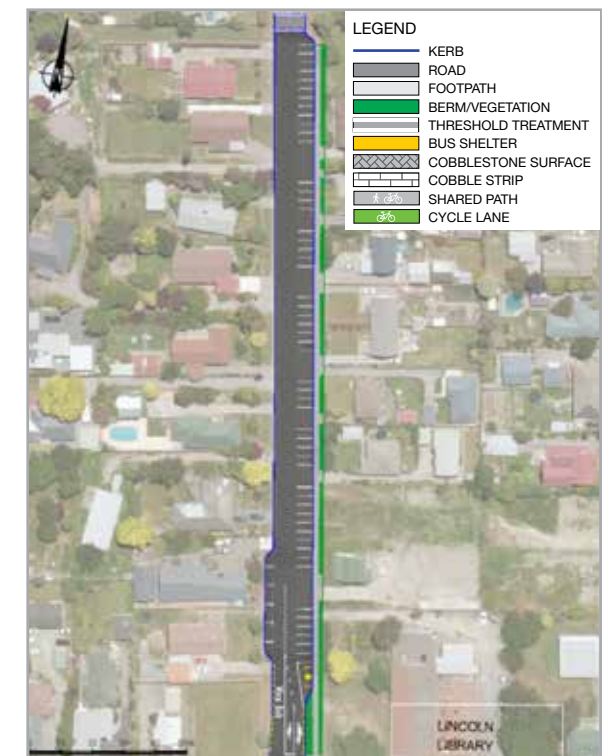 LEGEND
KERB
ROAD
FOOTPATH
BERM/VEGETATION
THRESHOLD TREATMENT
BUS SHELTER
COBBLESTONE SURFACE
COBBLE STRIP
SHARED PATH
CYCLE LANE
LINCOLN
LIBRARY